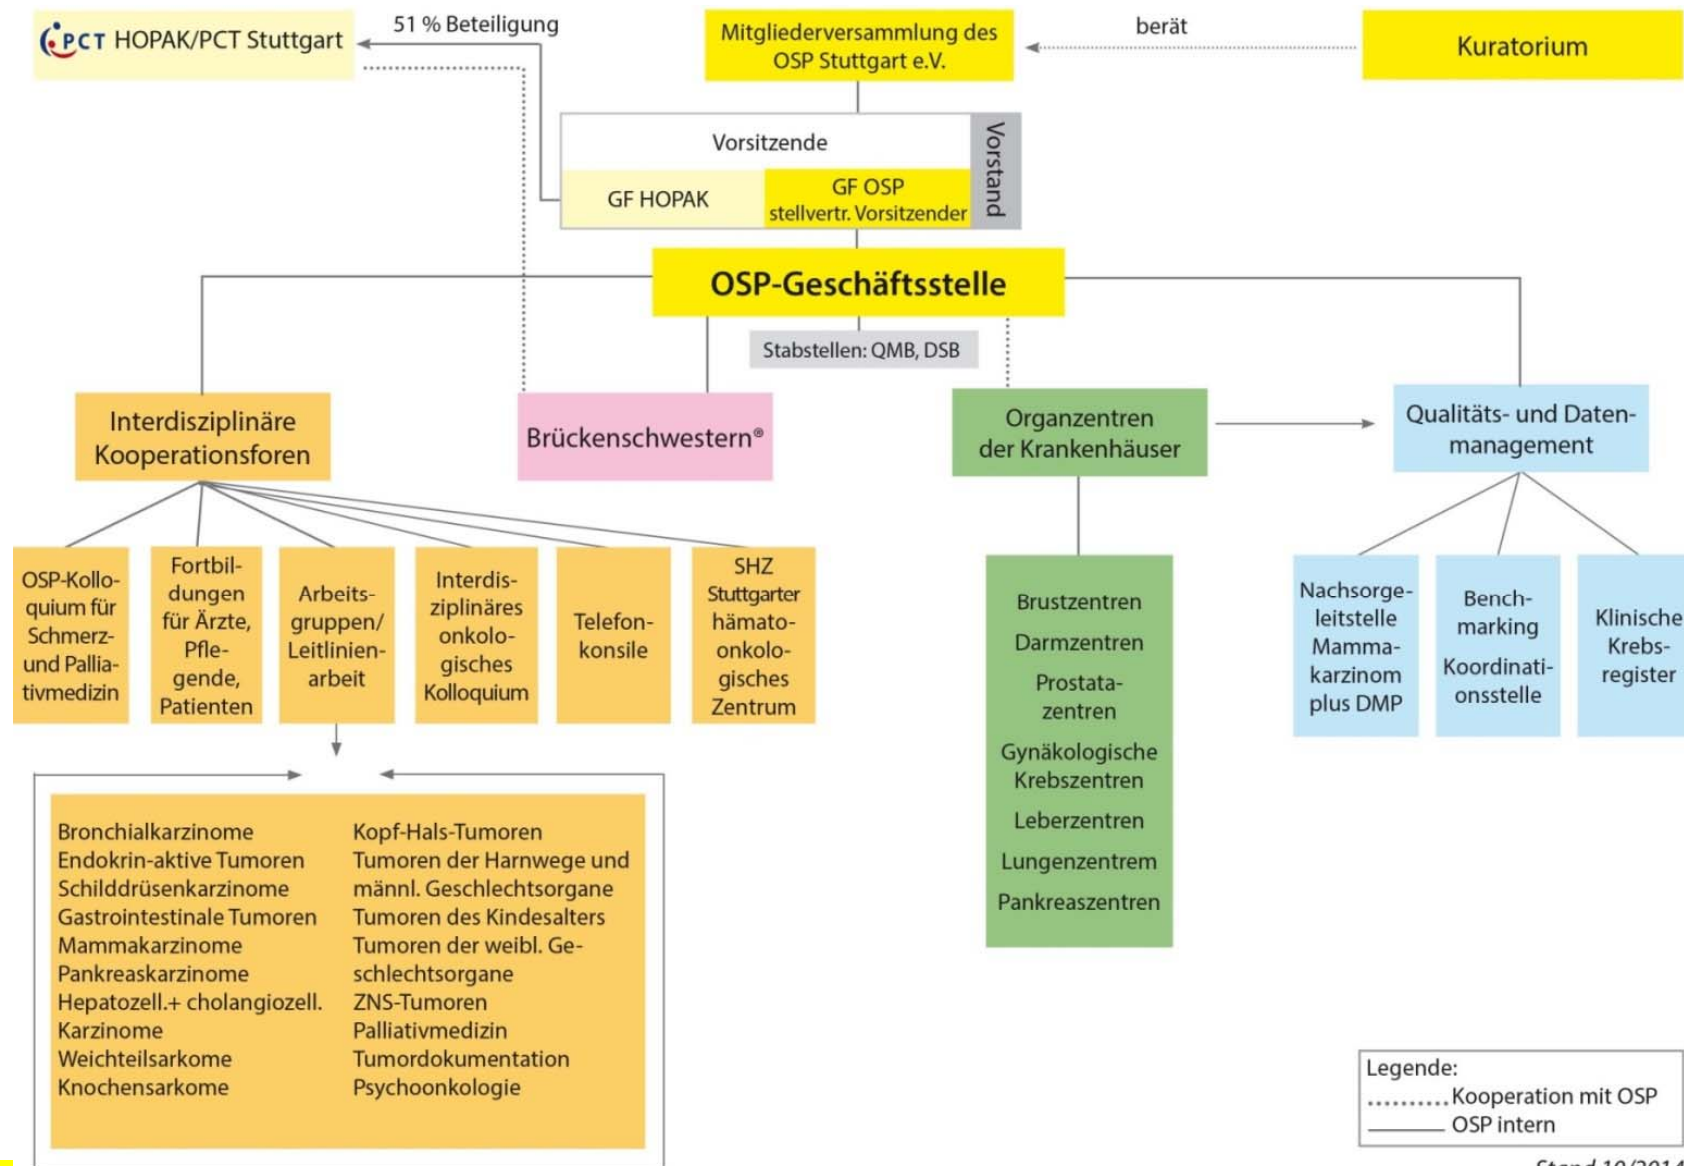 PCT HOPAK/PCT Stuttgart
51 % Beteiligung
Mitgliederversammlung des
OSP Stuttgart e.V.
berät
Kuratorium
Vorsitzende
Vorstand
GF HOPAK
GF OSP
stellvertr. Vorsitzender
OSP-Geschäftsstelle
Stabstellen: QMB, DSB
Interdisziplinäre
Kooperationsforen
Brückenschwestern®
Organzentren
der Krankenhäuser
Qualitäts- und Daten-
management
OSP-Kollo-
quium für
Schmerz-
und Pallia-
tivmedizin
Fortbil-
dungen
für Ärzte,
Pfle-
gende,
Patienten
Arbeits-
gruppen/
Leitlinien-
arbeit
Interdis-
ziplinäres
onkolo-
gisches
Kolloquium
Telefon-
konsile
SHZ
Stuttgarter
hämato-
onkolo-
gisches
Zentrum
Brustzentren
Darmzentren
Prostata-
zentren
Gynäkologische
Krebszentren
Leberzentren
Lungenzentrem
Pankreaszentren
Nachsorge-
leitstelle
Mamma-
karzinom
plus DMP
Bench-
marking
Koordinati-
onsstelle
Klinische
Krebs-
register
Bronchialkarzinome
Endokrin-aktive Tumoren
Schilddrüsenkarzinome
Gastrointestinale Tumoren
Mammakarzinome
Pankreaskarzinome
Hepatozell.+ cholangiozell.
Karzinome
Weichteilsarkome
Knochensarkome
Kopf-Hals-Tumoren
Tumoren der Harnwege und
männl. Geschlechtsorgane
Tumoren des Kindesalters
Tumoren der weibl. Ge-
schlechtsorgane
ZNS-Tumoren
Palliativmedizin
Tumordokumentation
Psychoonkologie
Legende:
Kooperation mit OSP
OSP intern
Stand 10/2014